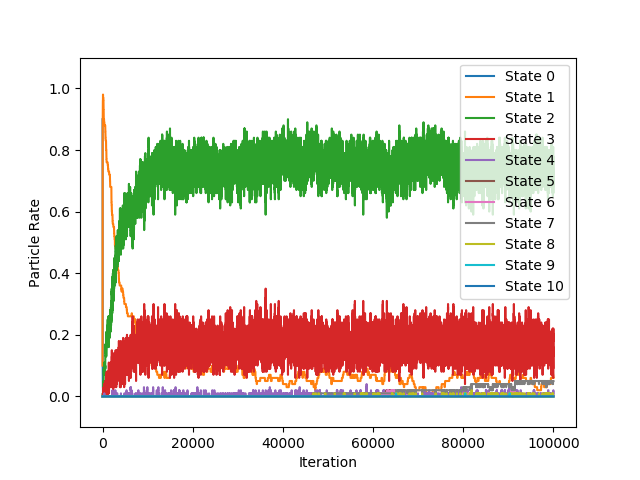 1.0
0.8
0.6
0.4
0.2
0.0
Particle Rate
0
20000
40000
60000
80000
100000
Iteration
State 0
State 1
State 2
State 3
State 4
State 5
State 6
State 7
State 8
State 9
State 10